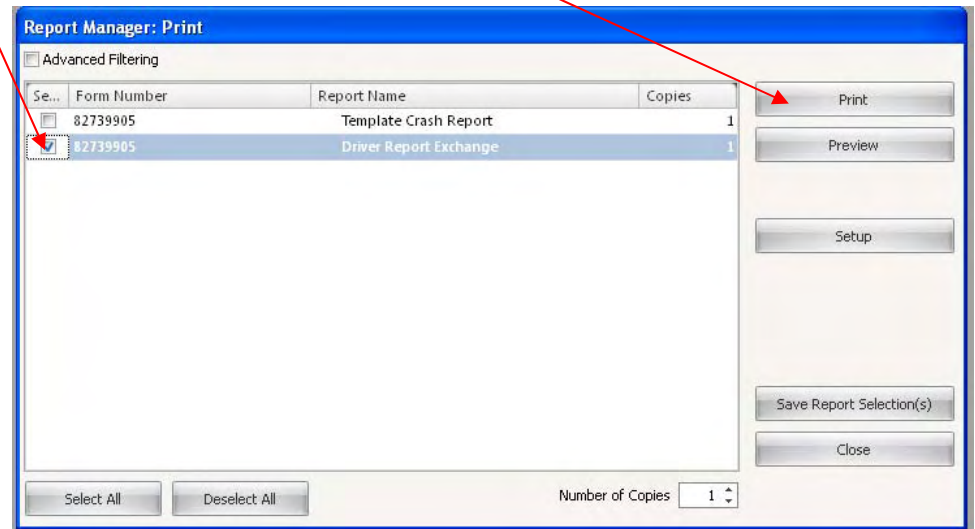 Report Manager: Print
Advanced Filtering
Se... Form Number Report Name Copies
82739905 Template Crash Report 1
82739905 Driver Report Exchange 1
Print
Preview
Setup
Save Report Selection(s)
Close
Select All Deselect All Number of Copies 1